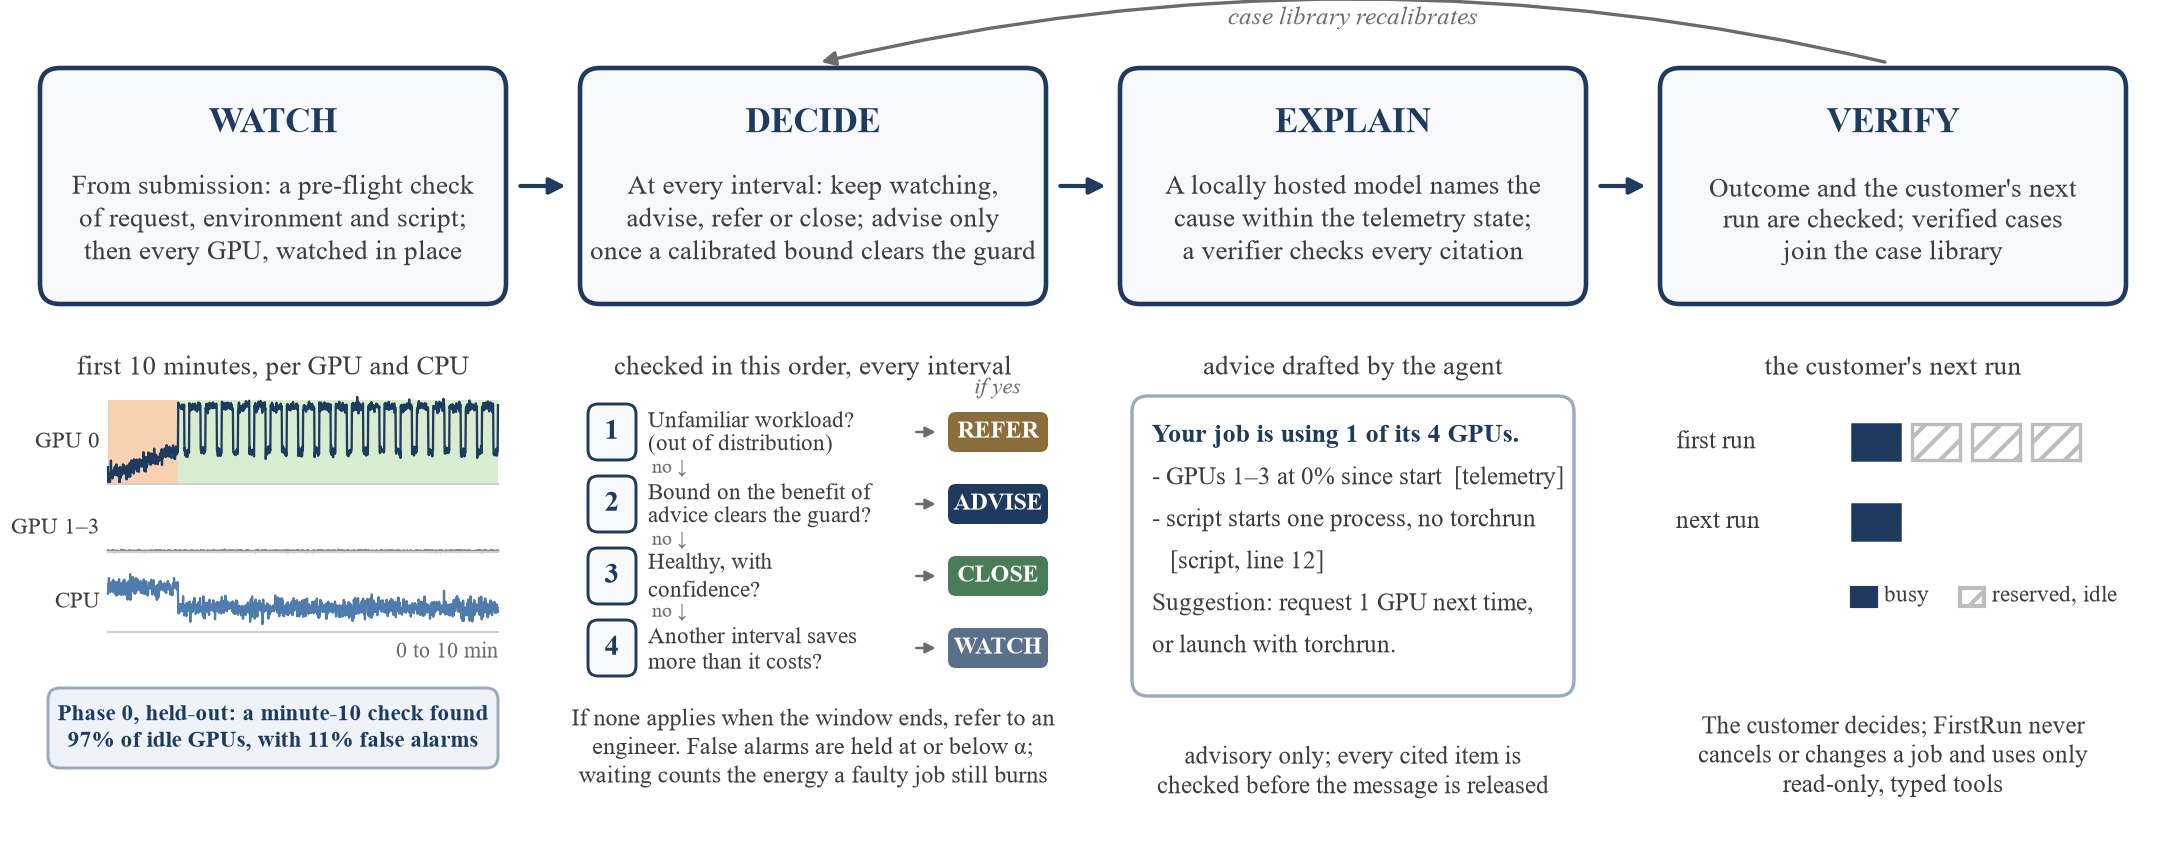 case library recalibrates
WATCH
From submission: a pre-flight check
of request, environment and script;
then every GPU, watched in place
DECIDE
At every interval: keep watching,
advise, refer or close; advise only
once a calibrated bound clears the guard
EXPLAIN
A locally hosted model names the
cause within the telemetry state;
a verifier checks every citation
VERIFY
Outcome and the customer's next
run are checked; verified cases
join the case library
first 10 minutes, per GPU and CPU
GPU 0
GPU 1–3
CPU
0 to 10 min
Phase 0, held-out: a minute-10 check found
97% of idle GPUs, with 11% false alarms
checked in this order, every interval
if yes
1
Unfamiliar workload?
(out of distribution)
REFER
no ↓
2
Bound on the benefit of
advice clears the guard?
ADVISE
no ↓
3
Healthy, with
confidence?
CLOSE
no ↓
4
Another interval saves
more than it costs?
WATCH
If none applies when the window ends, refer to an
engineer. False alarms are held at or below α;
waiting counts the energy a faulty job still burns
advice drafted by the agent
Your job is using 1 of its 4 GPUs.
- GPUs 1–3 at 0% since start [telemetry]
- script starts one process, no torchrun
[script, line 12]
Suggestion: request 1 GPU next time,
or launch with torchrun.
advisory only; every cited item is
checked before the message is released
the customer's next run
first run
next run
busy
reserved, idle
The customer decides; FirstRun never
cancels or changes a job and uses only
read-only, typed tools